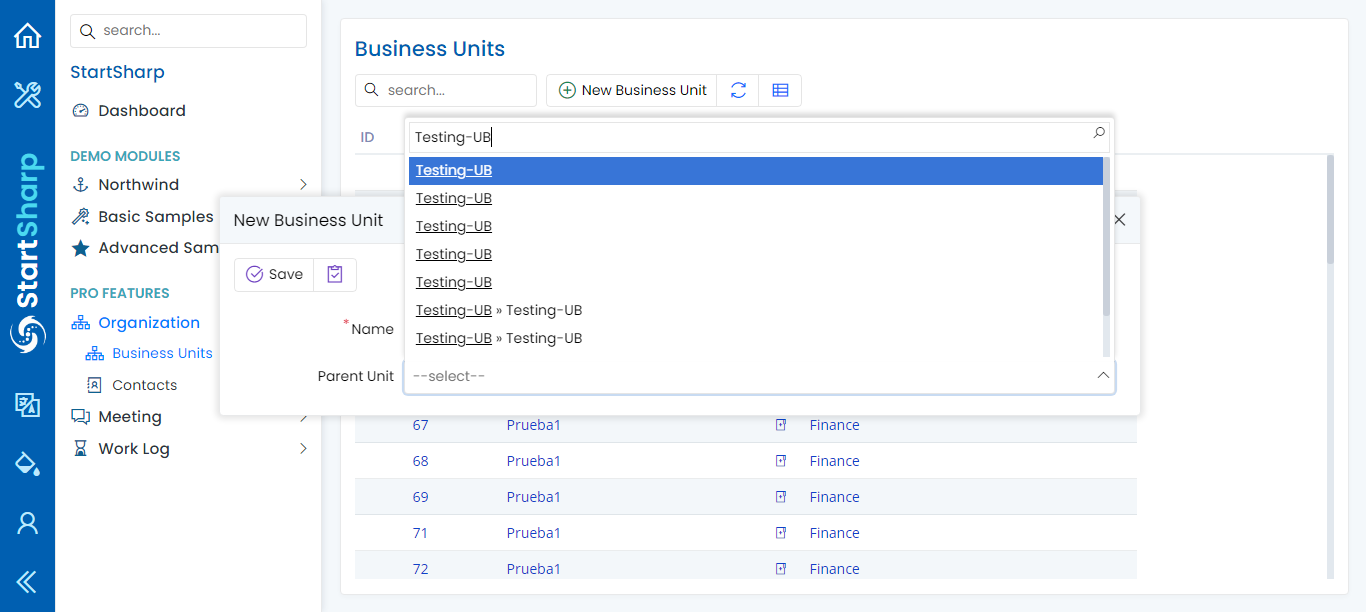 search...
StartSharp
Dashboard
DEMO MODULES
Northwind
Basic Samples
Advanced Sam
PRO FEATURES
Organization
Business Units
Contacts
Meeting
Work Log
StartSharp
Business Units
search...
New Business Unit
ID
Testing-UB
Testing-UB
Testing-UB
Testing-UB
Testing-UB
Testing-UB
Testing-UB » Testing-UB
Testing-UB » Testing-UB
New Business Unit
Save
*Name
Parent Unit
--select--
67 Prueba1 Finance
68 Prueba1 Finance
69 Prueba1 Finance
71 Prueba1 Finance
72 Prueba1 Finance